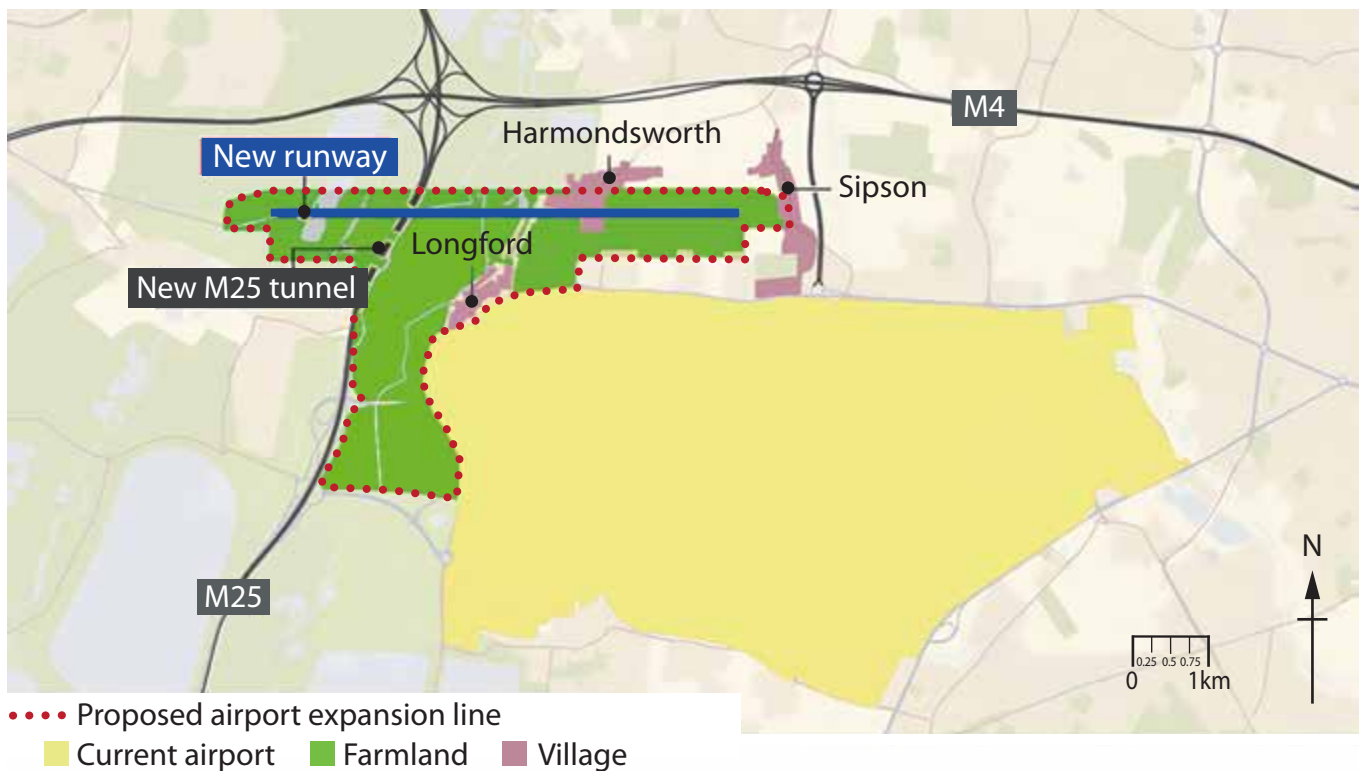 M4
Harmondsworth
New runway
Sipson
Longford
New M25 tunnel
N
M25
0.25 0.5 0.75
0 1km
Proposed airport expansion line
Current airport Farmland Village